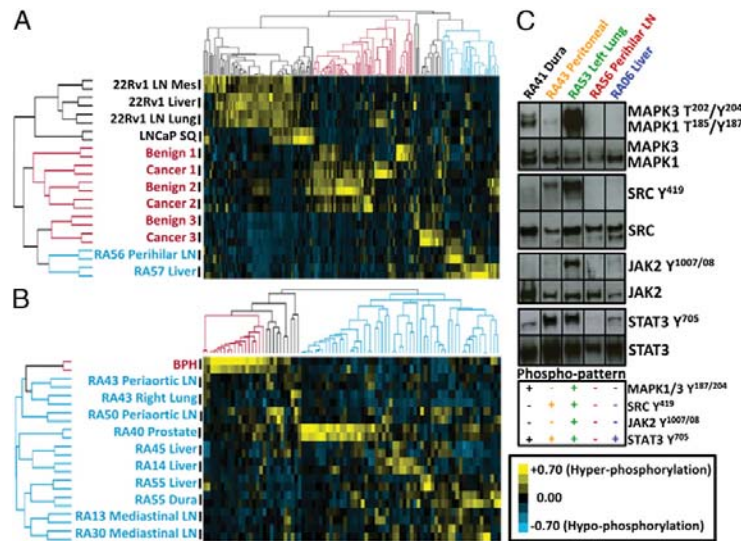 A
22Rv1 LN Mes
22Rv1 Liver
22Rv1 LN Lung
LNCaP SQ
Benign 1
Cancer 1
Benign 2
Cancer 2
Benign 3
Cancer 3
RA56 Perihilar LN
RA57 Liver
B
BPH
RA43 Periaortic LN
RA43 Right Lung
RA50 Periaortic LN
RA40 Prostate
RA45 Liver
RA14 Liver
RA55 Liver
RA55 Dura
RA13 Mediastinal LN
RA30 Mediastinal LN
C
RA41 Dura
RA43 Peritoneal
RA53 Left Lung
RA56 Perihilar LN
RA06 Liver
MAPK3 T202/Y204
MAPK1 T185/Y187
MAPK3
MAPK1
SRC Y419
SRC
JAK2 Y1007/08
JAK2
STAT3 Y705
STAT3
Phospho-pattern
+ - + - - MAPK1/3 Y187/204
- + + - - SRC Y419
- - + - - JAK2 Y1007/08
+ + + - + STAT3 Y705
+0.70 (Hyper-phosphorylation)
0.00
-0.70 (Hypo-phosphorylation)